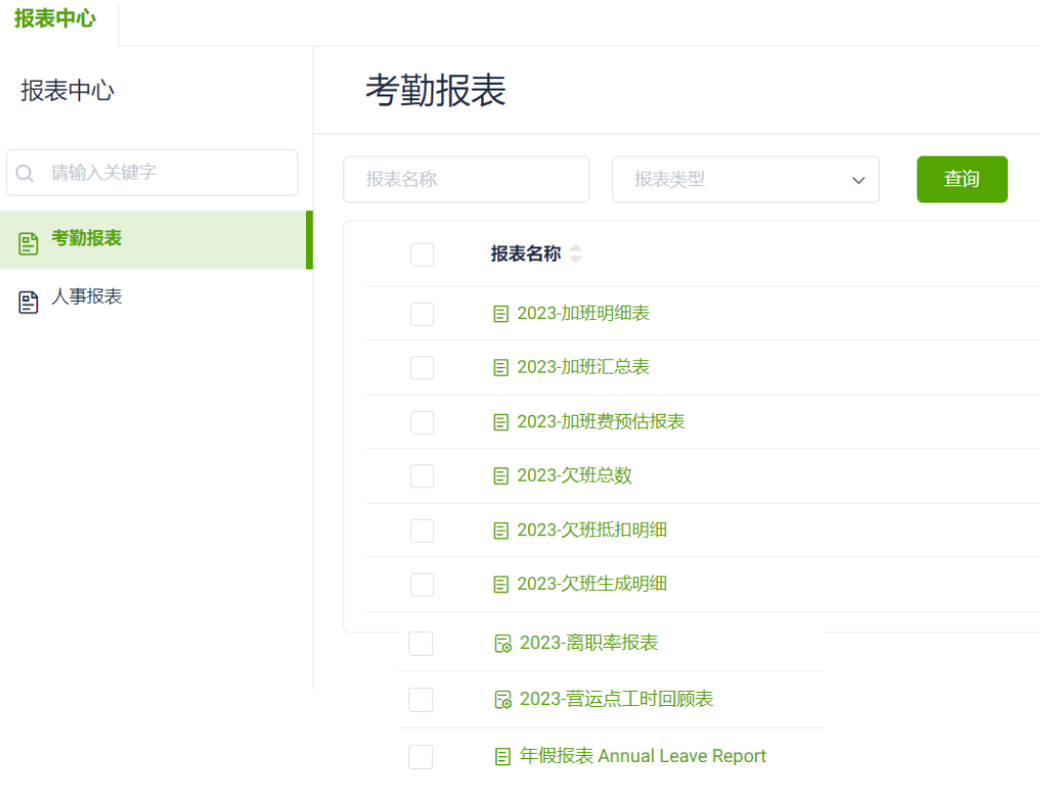 报表中心
报表中心
请输入关键字
考勤报表
人事报表
考勤报表
报表名称
报表类型
查询
报表名称
2023-加班明细表
2023-加班汇总表
2023-加班费预估报表
2023-欠班总数
2023-欠班抵扣明细
2023-欠班生成明细
2023-离职率报表
2023-营运点工时回顾表
年假报表 Annual Leave Report